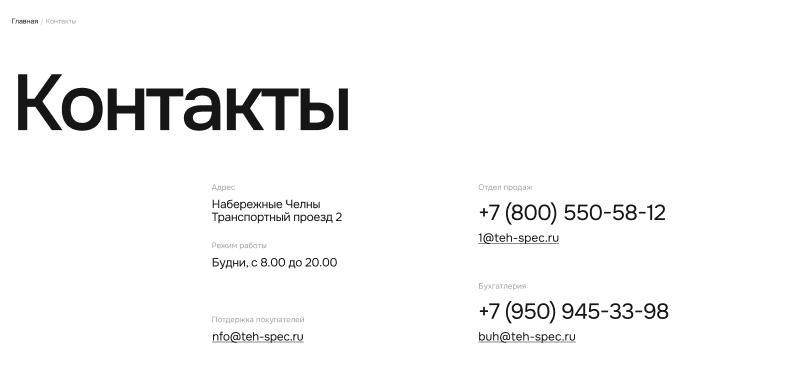 Главная / Контакты
Контакты
Адрес
Набережные Челны
Транспортный проезд 2
Режим работы
Будни, с 8.00 до 20.00
Потдержка покупателей
nfo@teh-spec.ru
Отдел продаж
+7 (800) 550-58-12
1@teh-spec.ru
Бухгатлерия
+7 (950) 945-33-98
buh@teh-spec.ru